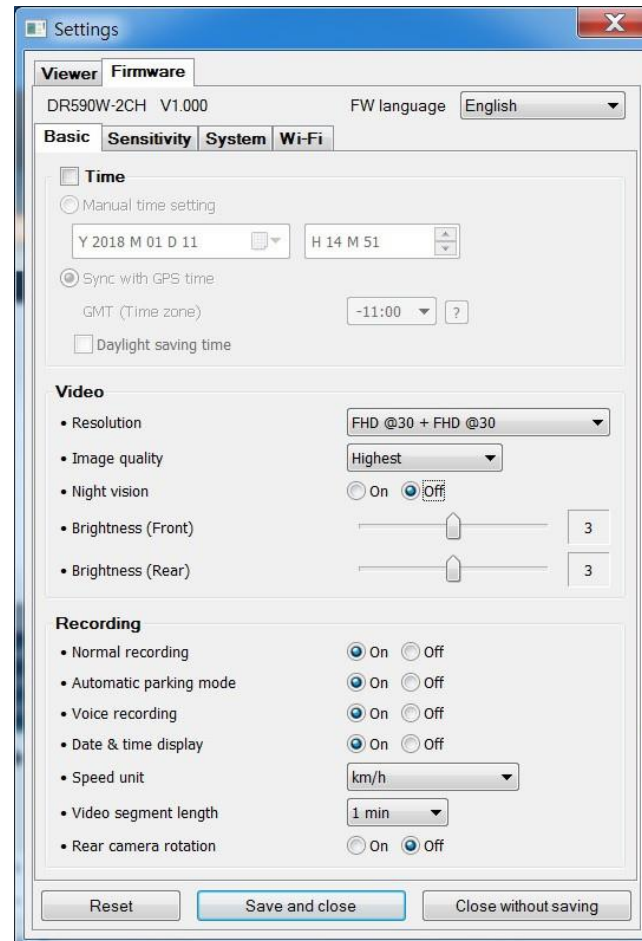 Settings
Viewer Firmware
DR590W-2CH V1.000 FW language English
Basic Sensitivity System Wi-Fi
Time
Manual time setting
Y 2018 M 01 D 11 H 14 M 51
Sync with GPS time
GMT (Time zone) -11:00 ?
Daylight saving time
Video
• Resolution FHD @30 + FHD @30
• Image quality Highest
• Night vision On Off
• Brightness (Front) 3
• Brightness (Rear) 3
Recording
• Normal recording On Off
• Automatic parking mode On Off
• Voice recording On Off
• Date & time display On Off
• Speed unit km/h
• Video segment length 1 min
• Rear camera rotation On Off
Reset Save and close Close without saving